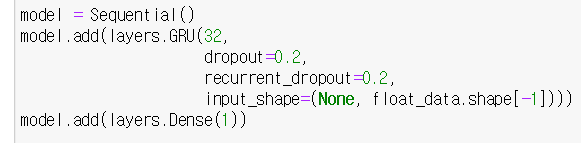 model = Sequential()
model.add(layers.GRU(32,
                     dropout=0.2,
                     recurrent_dropout=0.2,
                     input_shape=(None, float_data.shape[-1])))
model.add(layers.Dense(1))